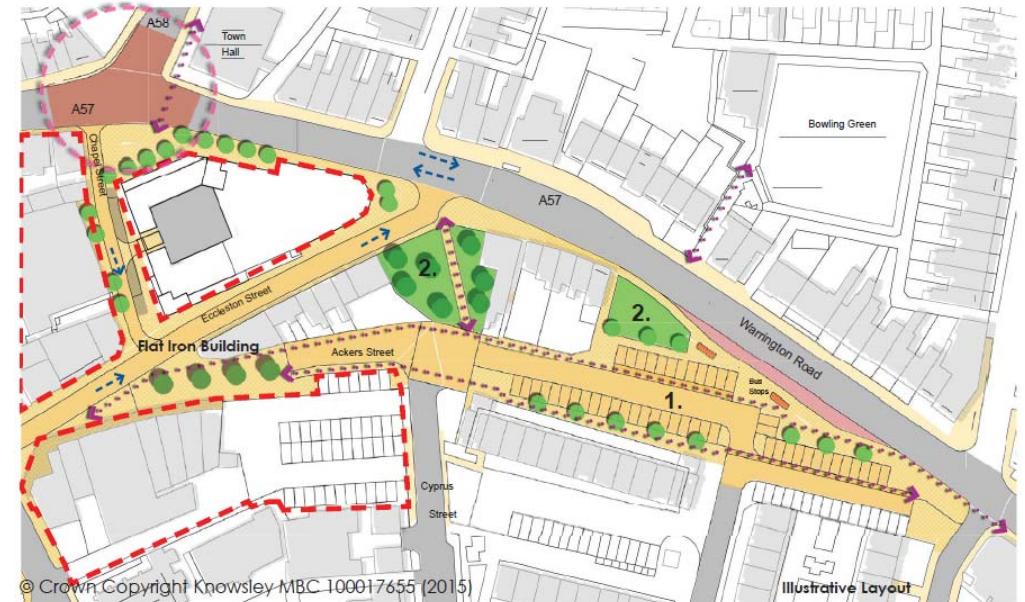 A58
Town
Hall
A57
Chapel Street
Bowling Green
A57
2.
Eccleston Street
2.
Flat Iron Building
Ackers Street
Warrington Road
Bus
Stops
1.
Cyprus
Street
© Crown Copyright Knowsley MBC 100017655 (2015)
Illustrative Layout